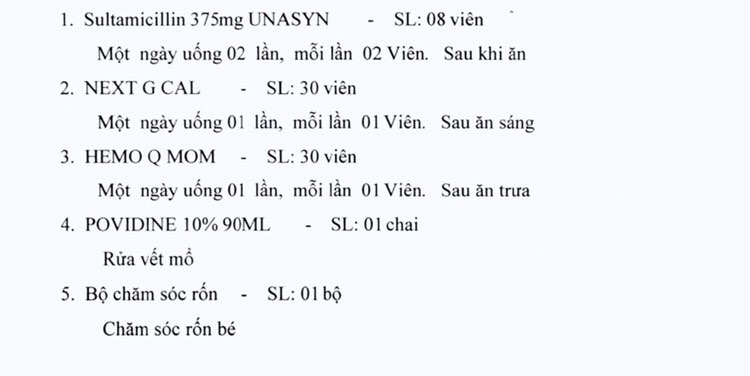 1. Sultamicillin 375mg UNASYN - SL: 08 viên
Một ngày uống 02 lần, mỗi lần 02 Viên. Sau khi ăn
2. NEXT G CAL - SL: 30 viên
Một ngày uống 01 lần, mỗi lần 01 Viên. Sau ăn sáng
3. HEMO Q MOM - SL: 30 viên
Một ngày uống 01 lần, mỗi lần 01 Viên. Sau ăn trưa
4. POVIDINE 10% 90ML - SL: 01 chai
Rửa vết mổ
5. Bộ chăm sóc rốn - SL: 01 bộ
Chăm sóc rốn bé